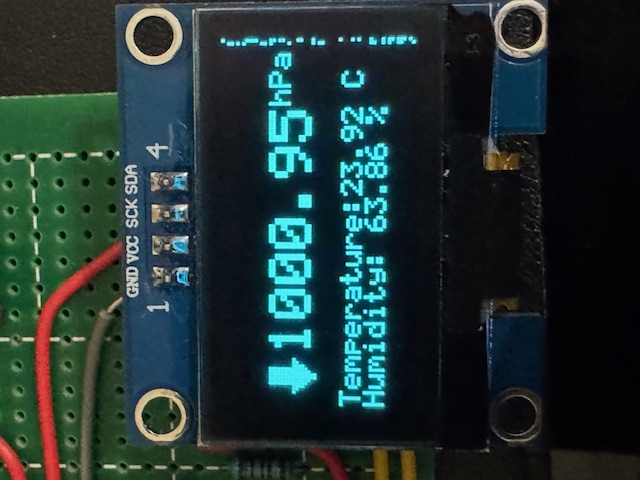 GND VCC SCK SDA
1 4
1000.95hPa
Temperature:23.92 C
Humidity: 63.86 %